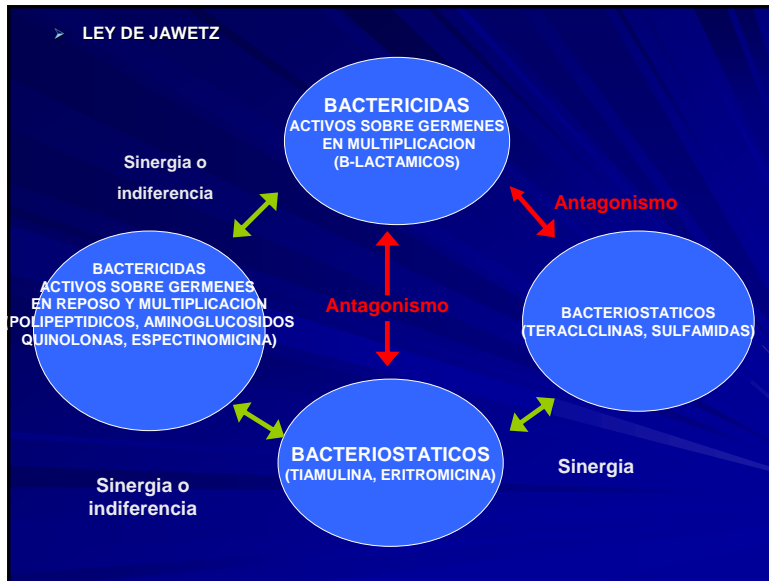 LEY DE JAWETZ
BACTERICIDAS
ACTIVOS SOBRE GERMENES
EN MULTIPLICACION
(B-LACTAMICOS)
Sinergia o
indiferencia
Antagonismo
BACTERICIDAS
ACTIVOS SOBRE GERMENES
EN REPOSO Y MULTIPLICACION
(POLIPEPTIDICOS, AMINOGLUCOSIDOS
QUINOLONAS, ESPECTINOMICINA)
Antagonismo
BACTERIOSTATICOS
(TERACLCLINAS, SULFAMIDAS)
BACTERIOSTATICOS
(TIAMULINA, ERITROMICINA)
Sinergia
Sinergia o
indiferencia